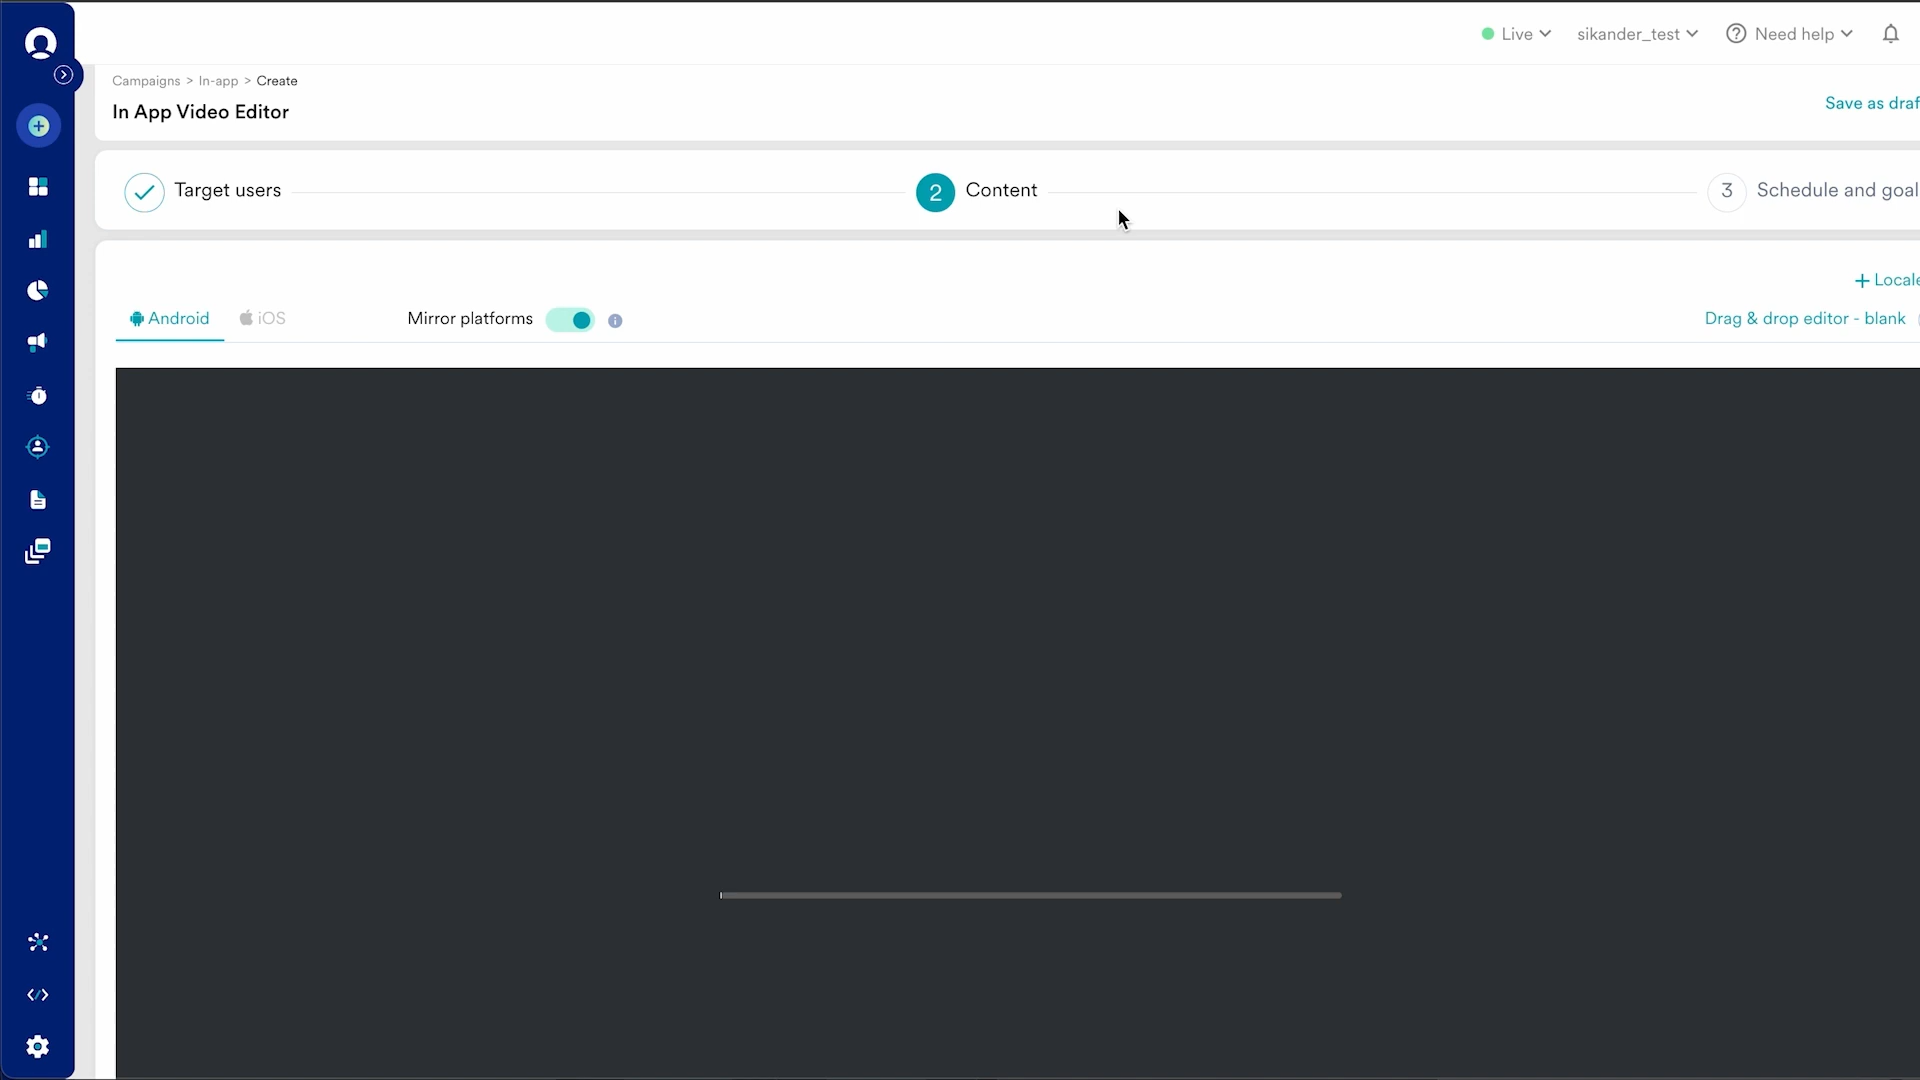 Live
sikander_test
Need help
Campaigns > In-app > Create
In App Video Editor
Save as draf
Target users
2 Content
3 Schedule and goal
+ Locale
Android
iOS
Mirror platforms
Drag & drop editor - blank